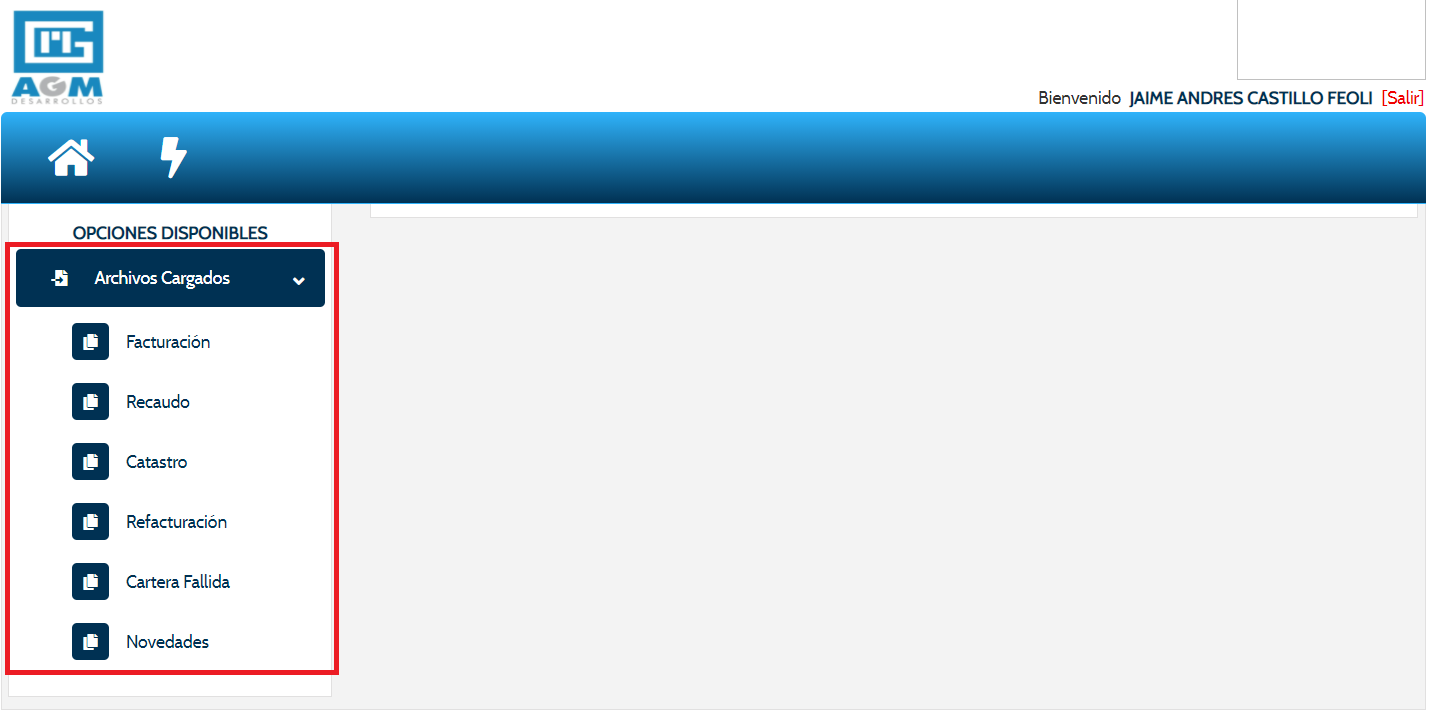 AGM
DESARROLLOS
Bienvenido JAIME ANDRES CASTILLO FEOLI [Salir]
OPCIONES DISPONIBLES
Archivos Cargados
Facturación
Recaudo
Catastro
Refacturación
Cartera Fallida
Novedades